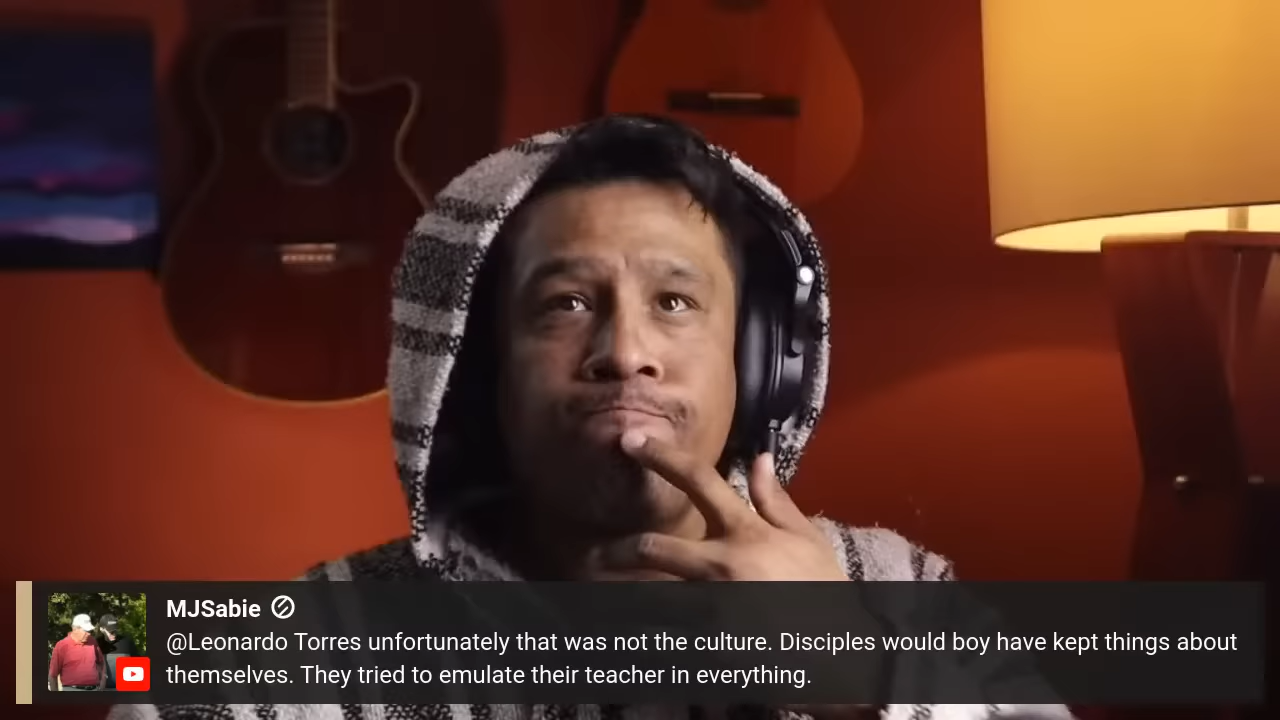 MJSabie
@Leonardo Torres unfortunately that was not the culture. Disciples would boy have kept things about
themselves. They tried to emulate their teacher in everything.